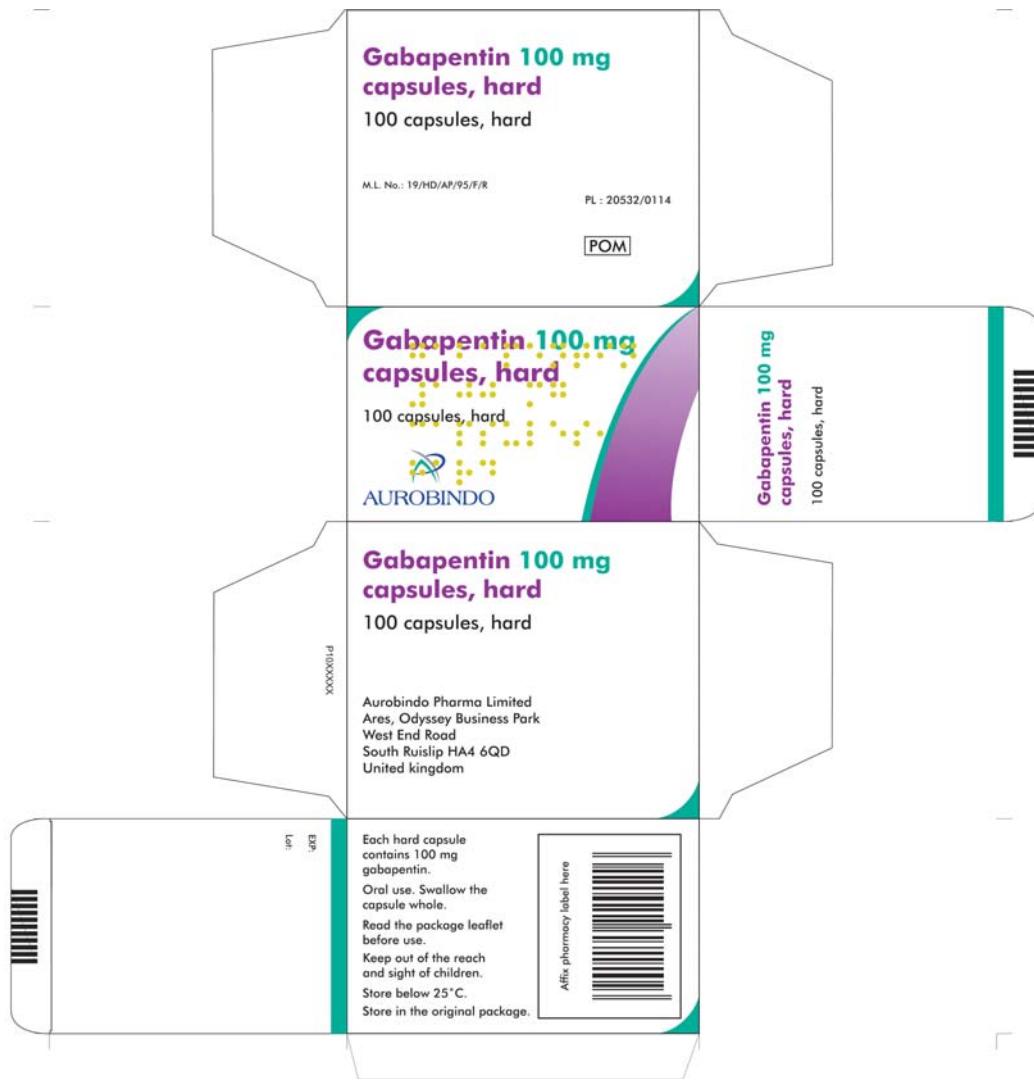 Gabapentin 100 mg
capsules, hard
100 capsules, hard
M.L. No.: 19/HD/AP/95/F/R
PL : 20532/0114
POM
Gabapentin 100 mg
capsules, hard
100 capsules, hard
AUROBINDO
Gabapentin 100 mg
capsules, hard
100 capsules, hard
Gabapentin 100 mg
capsules, hard
100 capsules, hard
P10XXXXX
Aurobindo Pharma Limited
Ares, Odyssey Business Park
West End Road
South Ruislip HA4 6QD
United kingdom
EXP:
Lot:
Each hard capsule
contains 100 mg
gabapentin.
Oral use. Swallow the
capsule whole.
Read the package leaflet
before use.
Keep out of the reach
and sight of children.
Store below 25°C.
Store in the original package.
Affix pharmacy label here